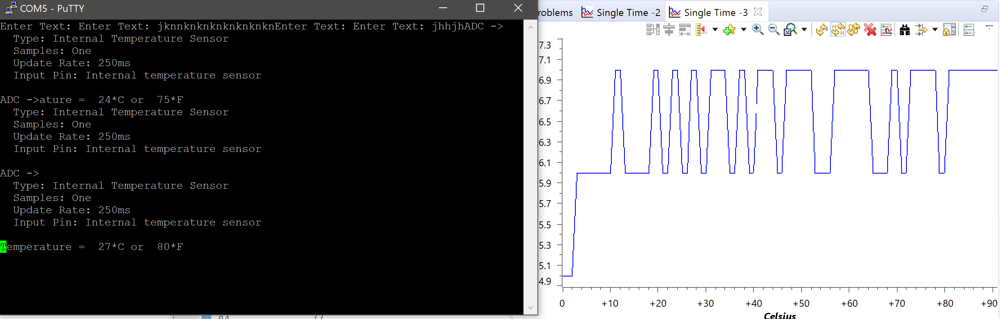 COM5 - PuTTY
Enter Text: Enter Text: jknnknknknknknknknEnter Text: Enter Text: jhhjhADC ->
Type: Internal Temperature Sensor
Samples: One
Update Rate: 250ms
Input Pin: Internal temperature sensor
ADC ->ature =  24*C or  75*F
Type: Internal Temperature Sensor
Samples: One
Update Rate: 250ms
Input Pin: Internal temperature sensor
ADC ->
Type: Internal Temperature Sensor
Samples: One
Update Rate: 250ms
Input Pin: Internal temperature sensor
Temperature =  27*C or  80*F
84 //
roblems Single Time -2 Single Time -3
7.3
7.1
6.9
6.7
6.5
6.3
6.1
5.9
5.7
5.5
5.3
5.1
4.9
0 +10 +20 +30 +40 +50 +60 +70 +80 +90
Celsius